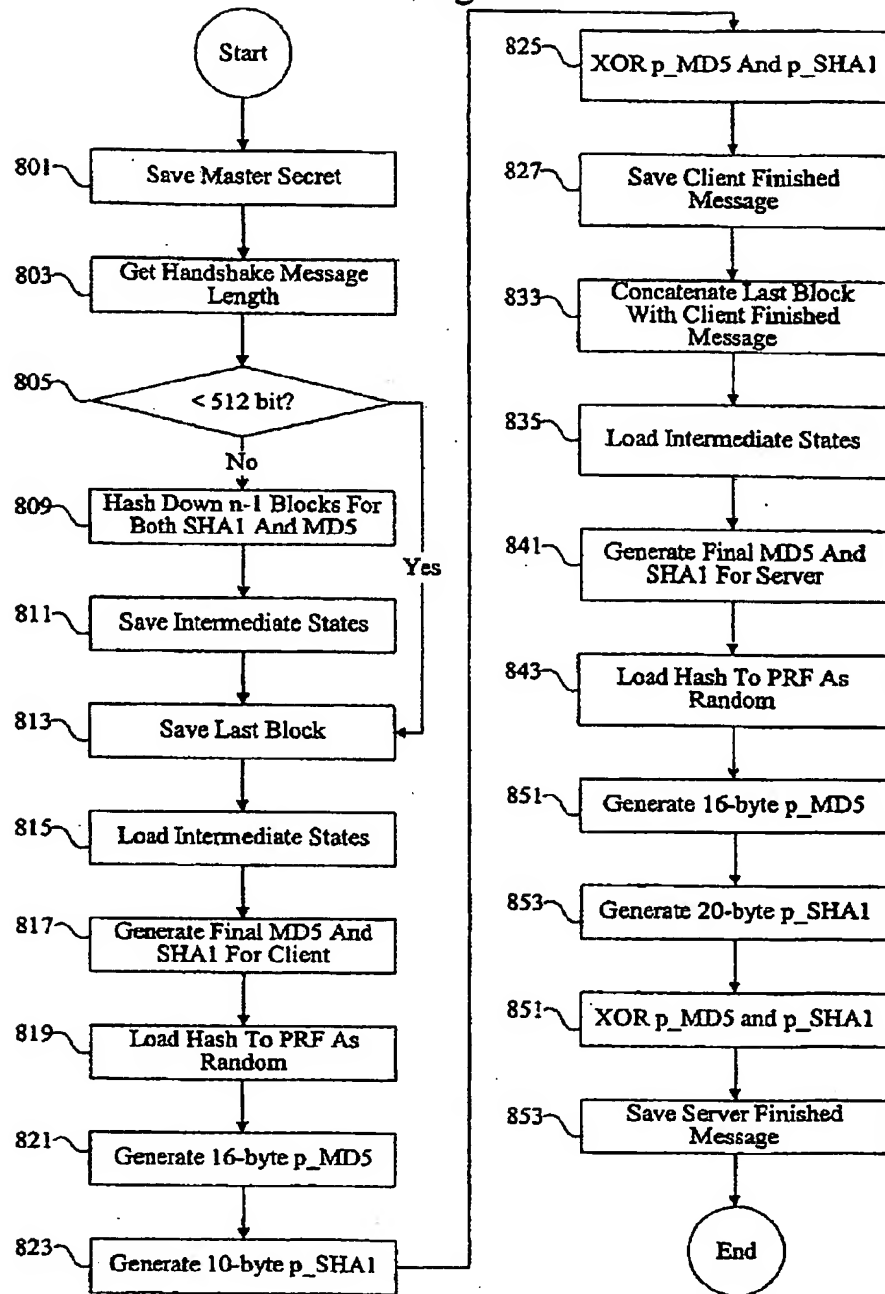 Start
801
Save Master Secret
803
Get Handshake Message
Length
805
< 512 bit?
No
Yes
809
Hash Down n-1 Blocks For
Both SHA1 And MD5
811
Save Intermediate States
813
Save Last Block
815
Load Intermediate States
817
Generate Final MD5 And
SHA1 For Client
819
Load Hash To PRF As
Random
821
Generate 16-byte p_MD5
823
Generate 10-byte p_SHA1
825
XOR p_MD5 And p_SHA1
827
Save Client Finished
Message
833
Concatenate Last Block
With Client Finished
Message
835
Load Intermediate States
841
Generate Final MD5 And
SHA1 For Server
843
Load Hash To PRF As
Random
851
Generate 16-byte p_MD5
853
Generate 20-byte p_SHA1
851
XOR p_MD5 and p_SHA1
853
Save Server Finished
Message
End